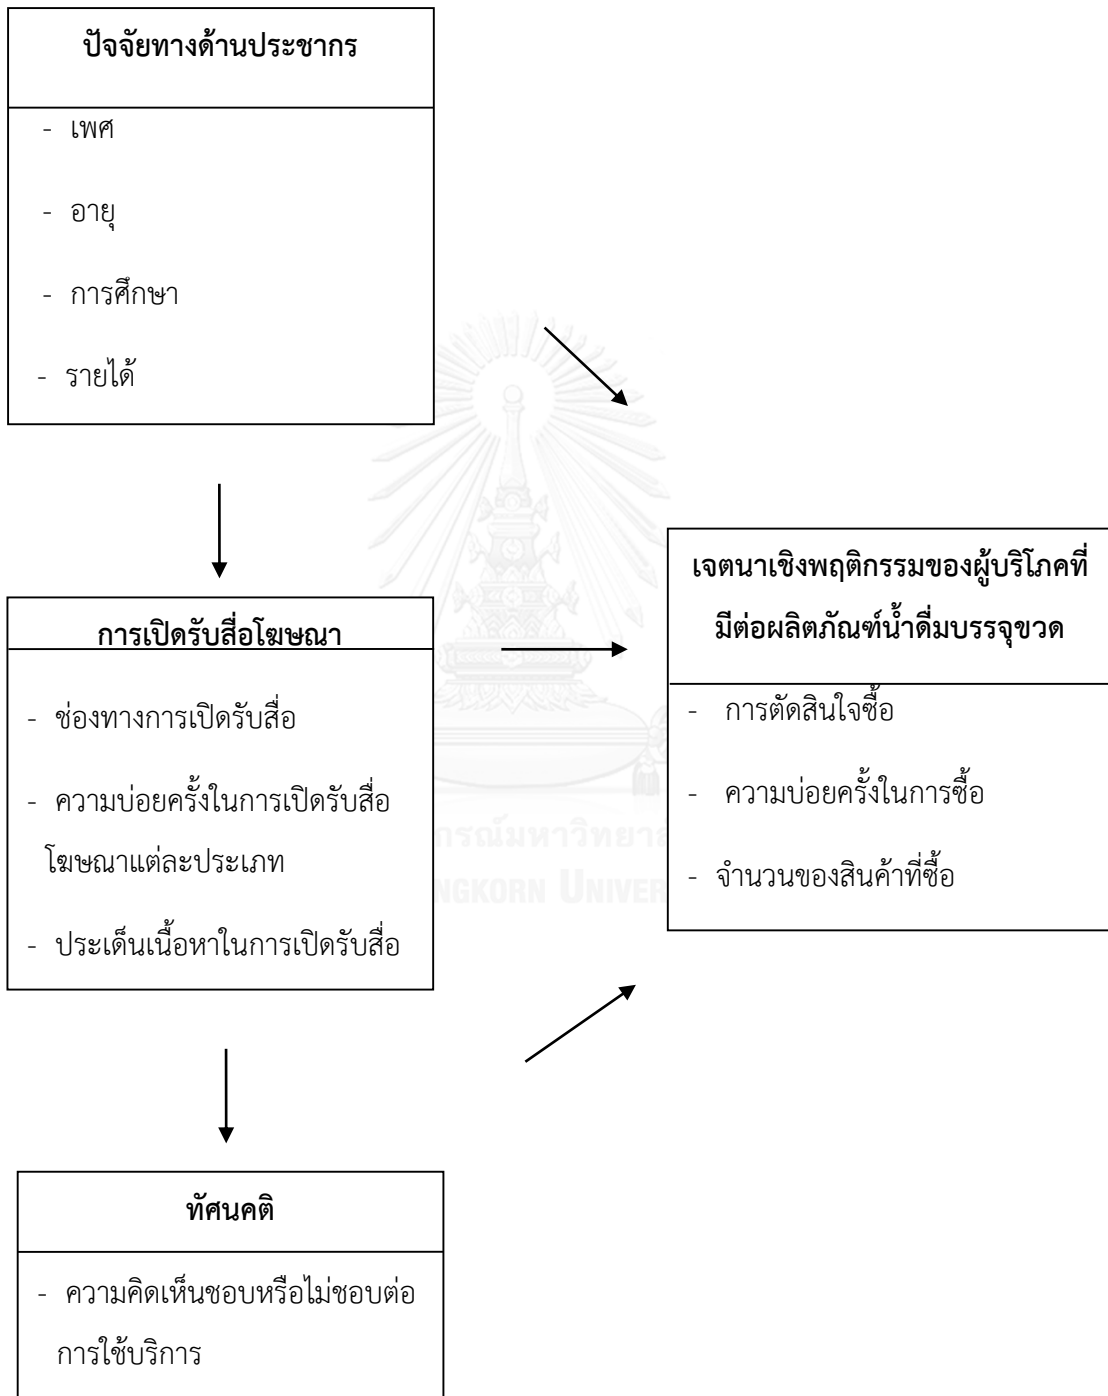 ปัจจัยทางด้านประชากร
- เพศ
- อายุ
- การศึกษา
- รายได้
การเปิดรับสื่อโฆษณา
- ช่องทางการเปิดรับสื่อ
- ความบ่อยครั้งในการเปิดรับสื่อ
โฆษณาแต่ละประเภท
- ประเด็นเนื้อหาในการเปิดรับสื่อ
เจตนาเชิงพฤติกรรมของผู้บริโภคที่
มีต่อผลิตภัณฑ์น้ำดื่มบรรจุขวด
- การตัดสินใจซื้อ
- ความบ่อยครั้งในการซื้อ
- จำนวนของสินค้าที่ซื้อ
ทัศนคติ
- ความคิดเห็นชอบหรือไม่ชอบต่อ
การใช้บริการ